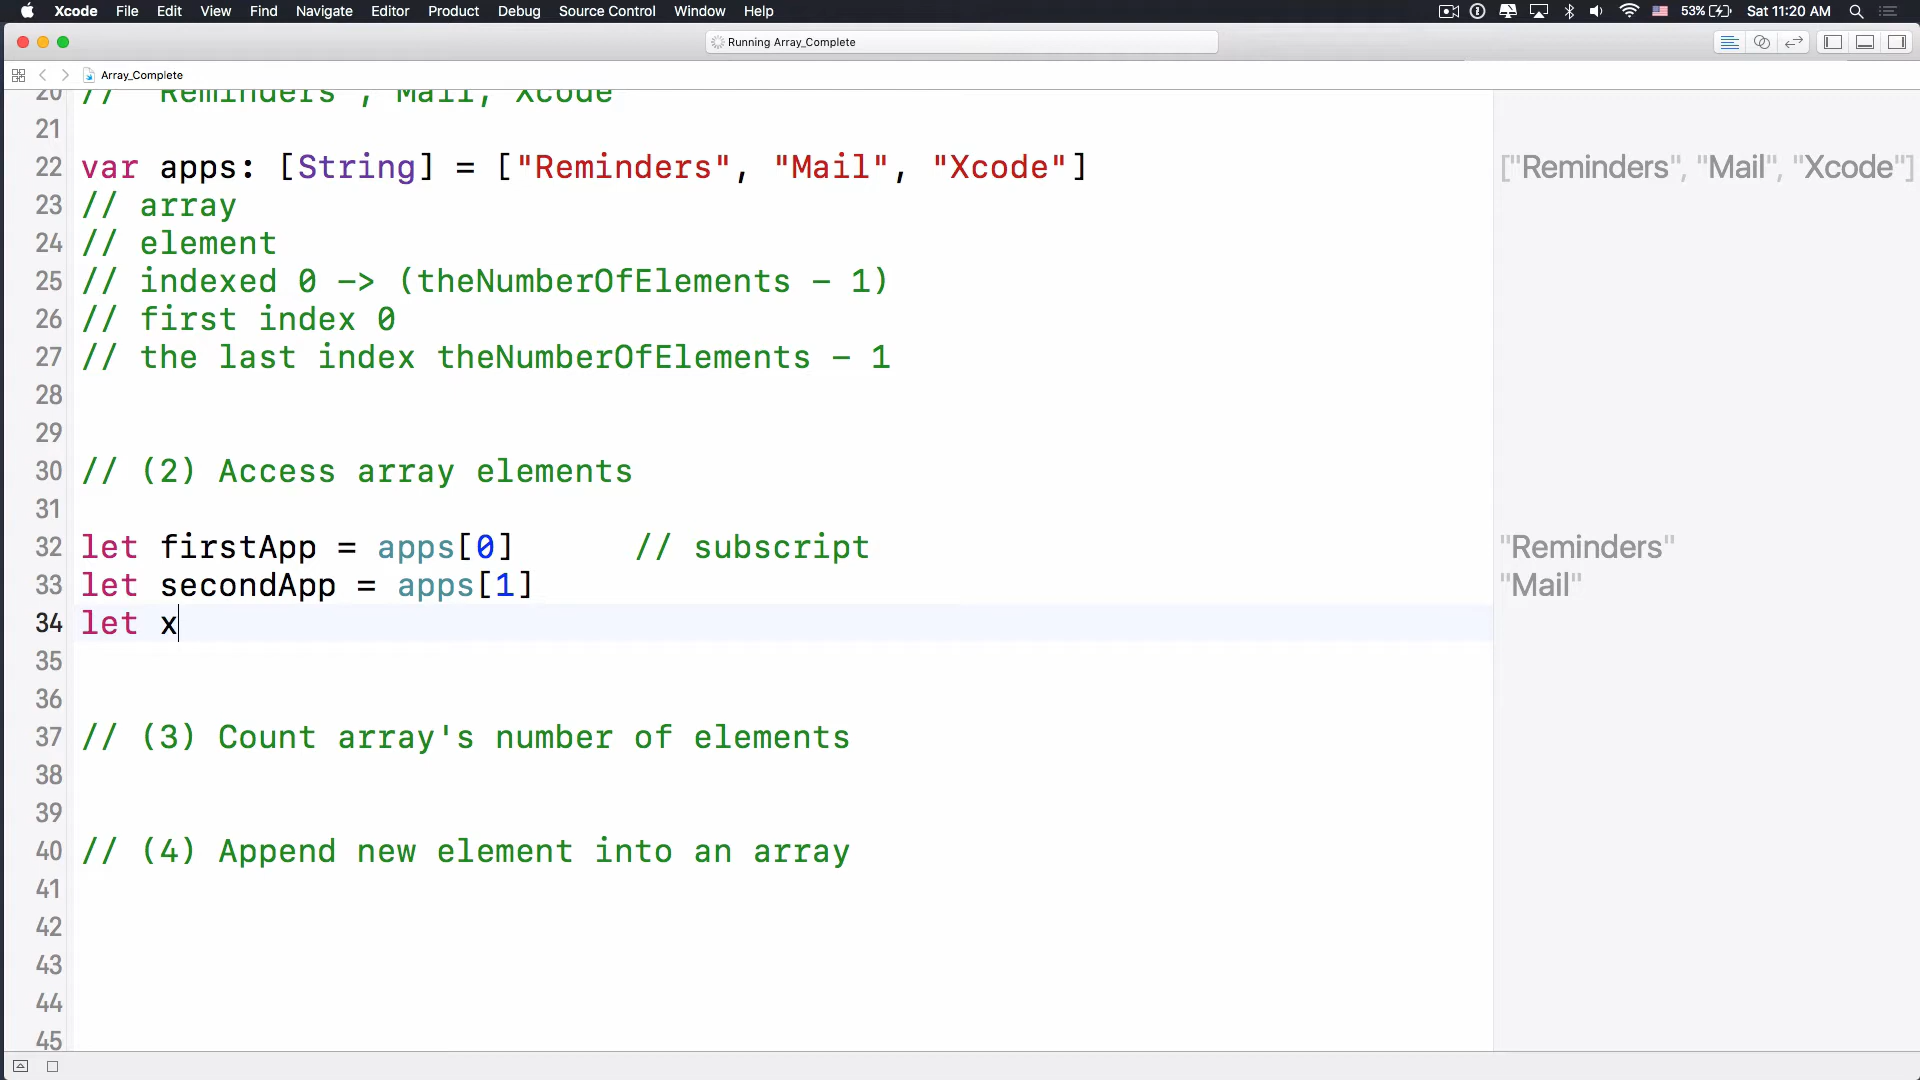 Xcode File Edit View Find Navigate Editor Product Debug Source Control Window Help 53% Sat 11:20 AM
Running Array_Complete
Array_Complete
20 // Reminders , Mail, Xcode
21
22 var apps: [String] = ["Reminders", "Mail", "Xcode"] ["Reminders", "Mail", "Xcode"]
23 // array
24 // element
25 // indexed 0 -> (theNumberOfElements - 1)
26 // first index 0
27 // the last index theNumberOfElements - 1
28
29
30 // (2) Access array elements
31
32 let firstApp = apps[0] // subscript "Reminders"
33 let secondApp = apps[1] "Mail"
34 let x
35
36
37 // (3) Count array's number of elements
38
39
40 // (4) Append new element into an array
41
42
43
44
45